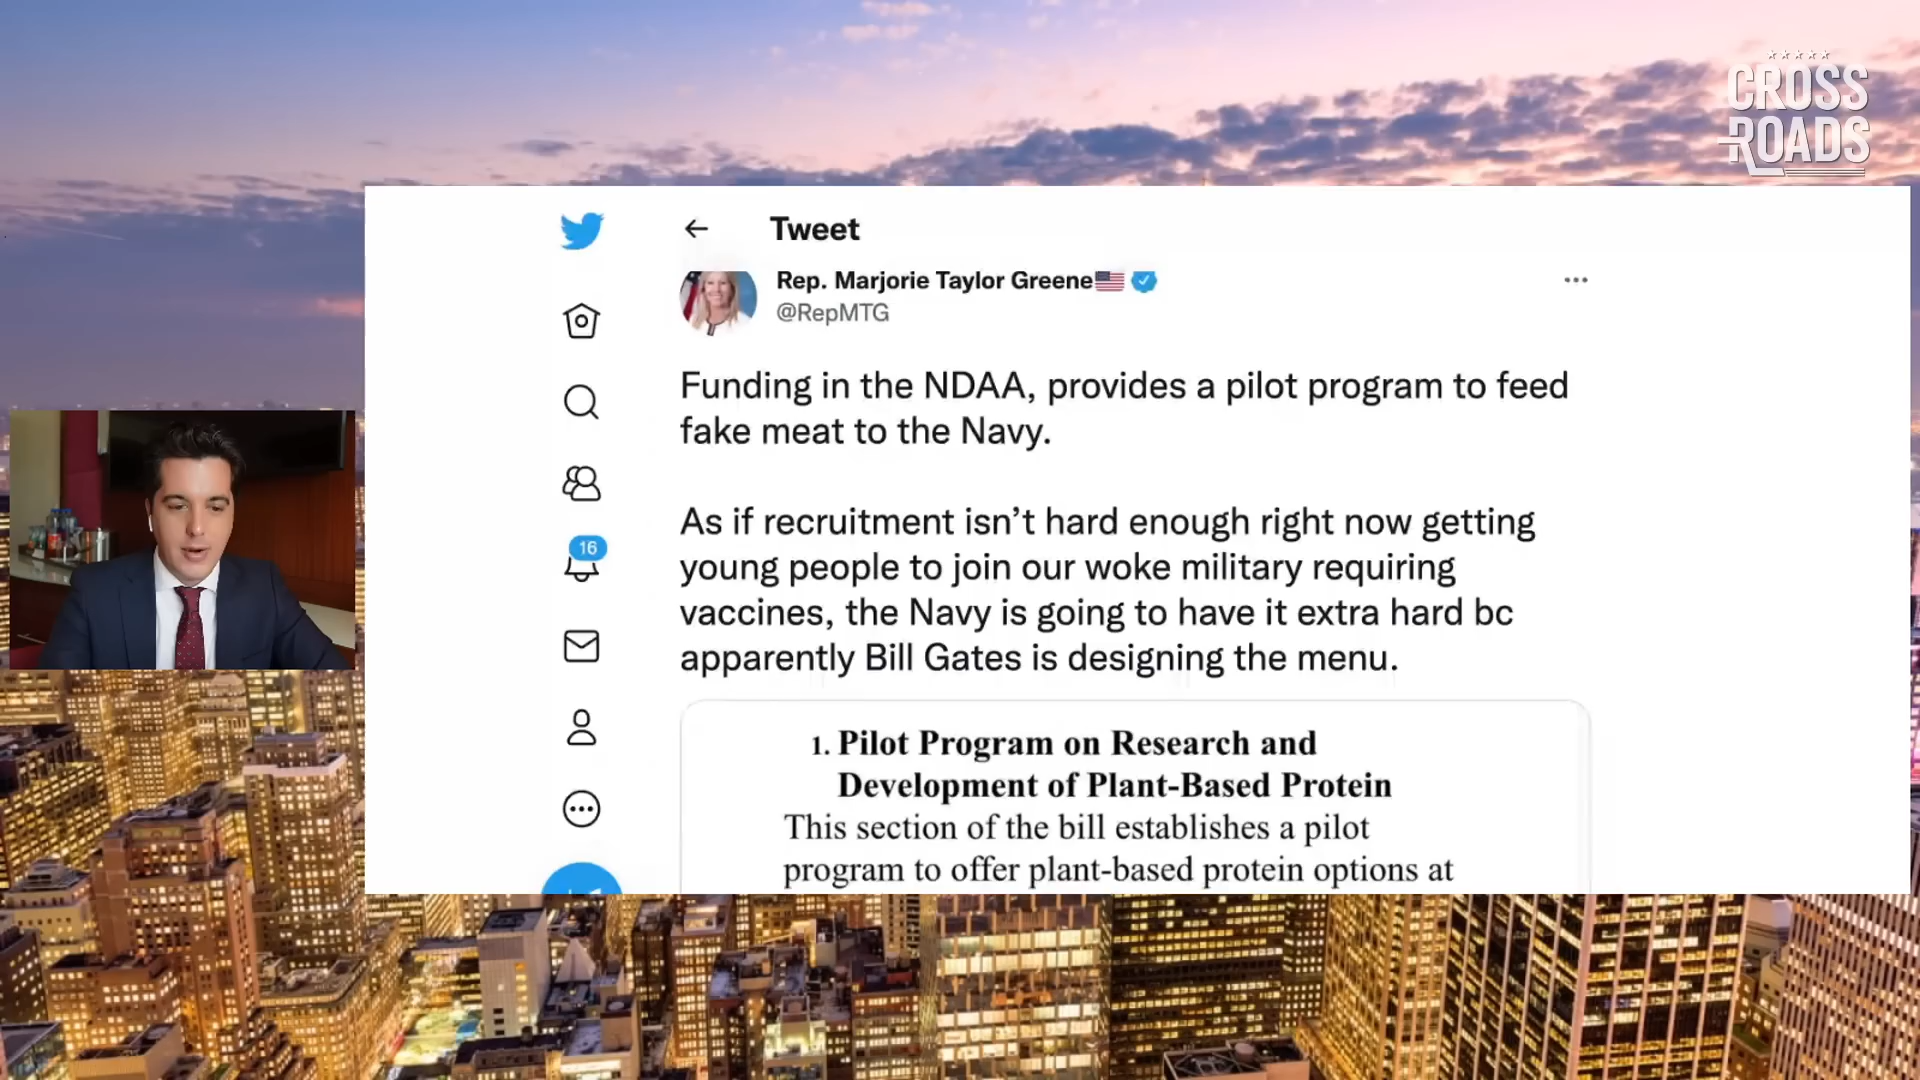 CROSS
ROADS
Tweet
Rep. Marjorie Taylor Greene
@RepMTG
Funding in the NDAA, provides a pilot program to feed
fake meat to the Navy.
As if recruitment isn’t hard enough right now getting
young people to join our woke military requiring
vaccines, the Navy is going to have it extra hard bc
apparently Bill Gates is designing the menu.
16
1. Pilot Program on Research and
Development of Plant-Based Protein
This section of the bill establishes a pilot
program to offer plant-based protein options at